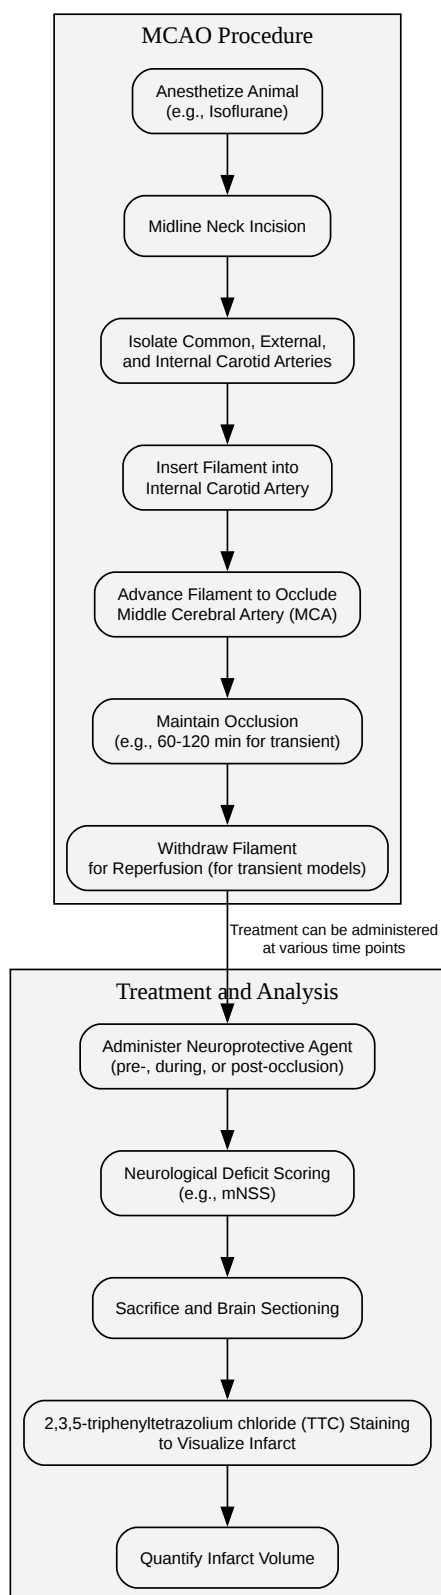 MCAO Procedure
Anesthetize Animal
(e.g., Isoflurane)
Midline Neck Incision
Isolate Common, External,
and Internal Carotid Arteries
Insert Filament into
Internal Carotid Artery
Advance Filament to Occlude
Middle Cerebral Artery (MCA)
Maintain Occlusion
(e.g., 60-120 min for transient)
Withdraw Filament
for Reperfusion (for transient models)
Treatment can be administered
at various time points
Treatment and Analysis
Administer Neuroprotective Agent
(pre-, during, or post-occlusion)
Neurological Deficit Scoring
(e.g., mNSS)
Sacrifice and Brain Sectioning
2,3,5-triphenyltetrazolium chloride (TTC) Staining
to Visualize Infarct
Quantify Infarct Volume